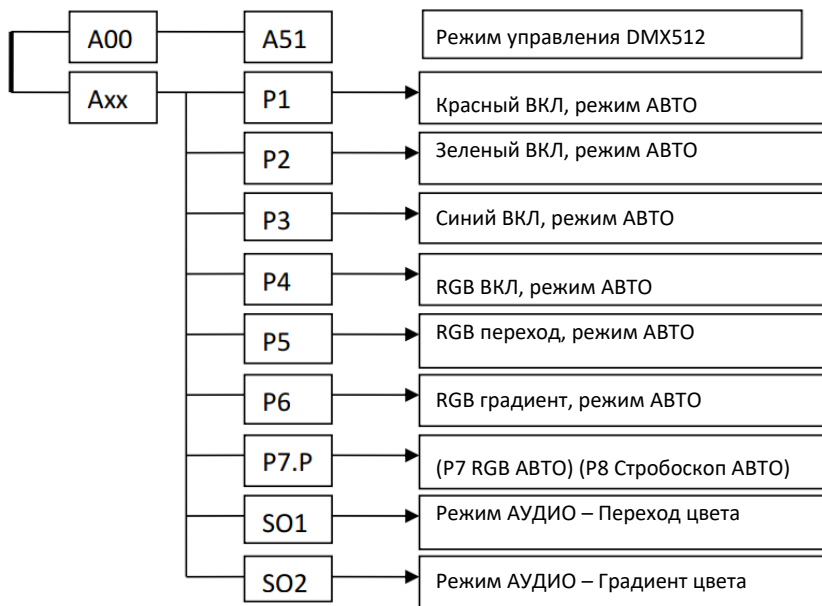 A00 A51 Режим управления DMX512
Axx P1 Красный ВКЛ, режим АВТО
P2 Зеленый ВКЛ, режим АВТО
P3 Синий ВКЛ, режим АВТО
P4 RGB ВКЛ, режим АВТО
P5 RGB переход, режим АВТО
P6 RGB градиент, режим АВТО
P7.P (P7 RGB АВТО) (P8 Стробоскоп АВТО)
SO1 Режим АУДИО – Переход цвета
SO2 Режим АУДИО – Градиент цвета